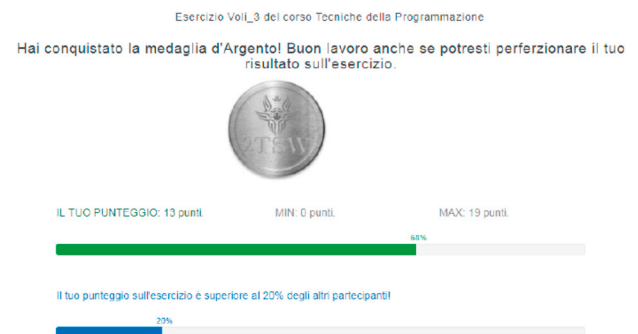 Esercizio Voli_3 del corso Tecniche della Programmazione
Hai conquistato la medaglia d'Argento! Buon lavoro anche se potresti perferzionare il tuo
risultato sull'esercizio.
2TSW
IL TUO PUNTEGGIO: 13 punti. MIN: 0 punti. MAX: 19 punti.
68%
Il tuo punteggio sull'esercizio è superiore al 20% degli altri partecipanti!
20%